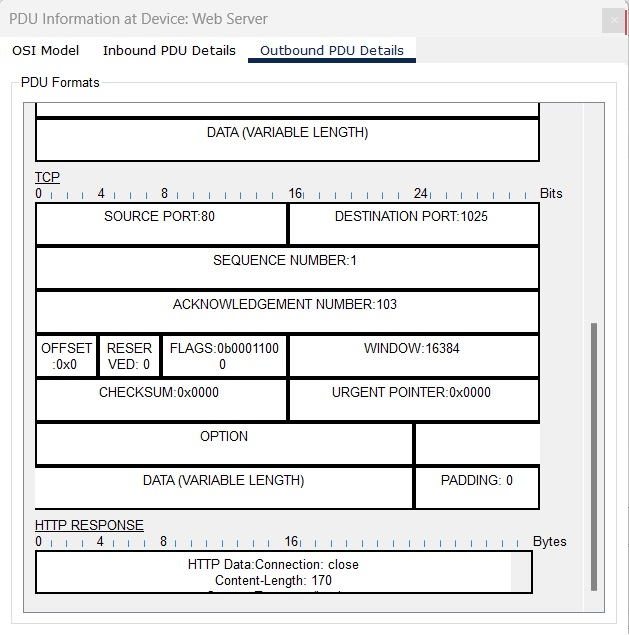 PDU Information at Device: Web Server
OSI Model Inbound PDU Details Outbound PDU Details
PDU Formats
DATA (VARIABLE LENGTH)
TCP
0 4 8 16 24 Bits
SOURCE PORT:80 DESTINATION PORT:1025
SEQUENCE NUMBER:1
ACKNOWLEDGEMENT NUMBER:103
OFFSET RESER FLAGS:0b0001100 WINDOW:16384
:0x0 VED: 0 0
CHECKSUM:0x0000 URGENT POINTER:0x0000
OPTION
DATA (VARIABLE LENGTH) PADDING: 0
HTTP RESPONSE
0 4 8 16 Bytes
HTTP Data:Connection: close
Content-Length: 170